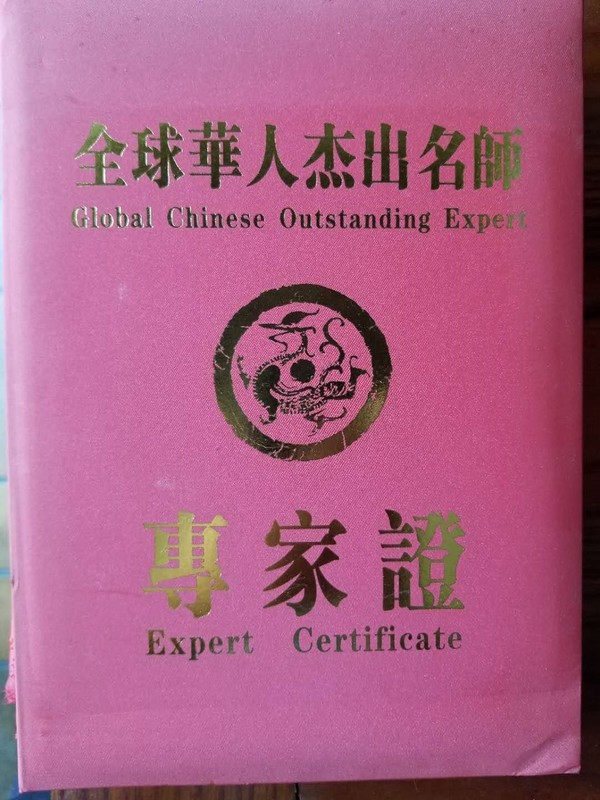 全球華人杰出名師
Global Chinese Outstanding Expert
專家證
Expert Certificate